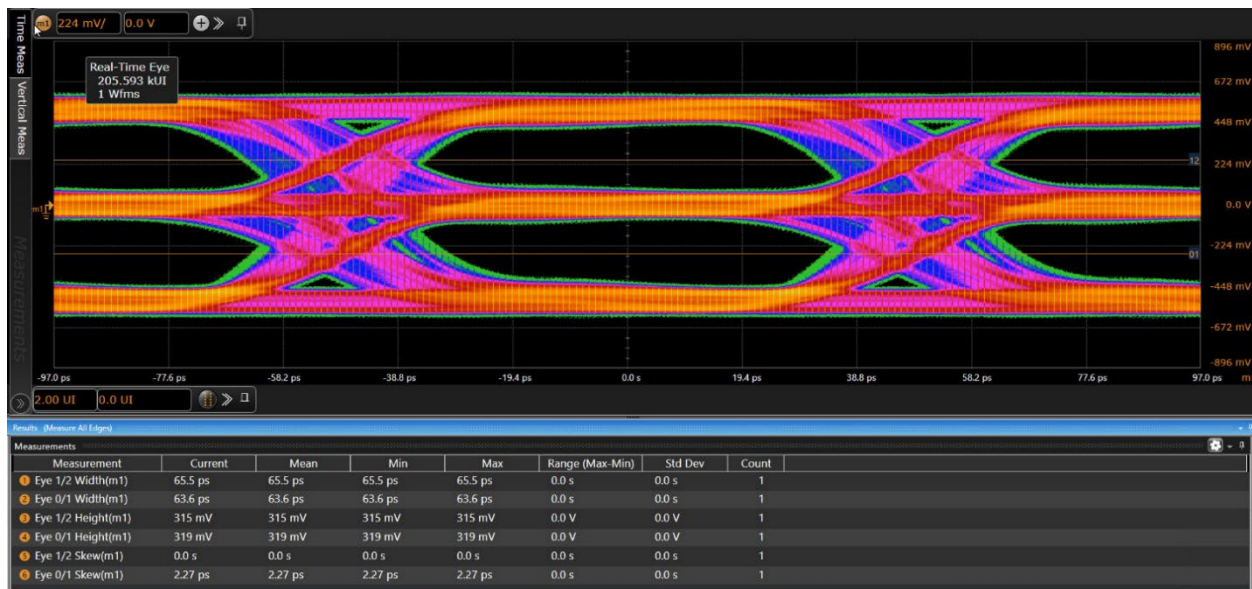 Time Meas
Vertical Meas
Measurements
m1 224 mV/ 0.0 V
Real-Time Eye
205.593 kUI
1 Wfms
896 mV
672 mV
448 mV
12
224 mV
m1
0.0 V
-224 mV
01
-448 mV
-672 mV
-896 mV
-97.0 ps -77.6 ps -58.2 ps -38.8 ps -19.4 ps 0.0 s 19.4 ps 38.8 ps 58.2 ps 77.6 ps 97.0 ps
2.00 UI 0.0 UI
Results (Measure All Edges)
Measurements
Measurement Current Mean Min Max Range (Max-Min) Std Dev Count
1 Eye 1/2 Width(m1) 65.5 ps 65.5 ps 65.5 ps 65.5 ps 0.0 s 0.0 s 1
2 Eye 0/1 Width(m1) 63.6 ps 63.6 ps 63.6 ps 63.6 ps 0.0 s 0.0 s 1
3 Eye 1/2 Height(m1) 315 mV 315 mV 315 mV 315 mV 0.0 V 0.0 V 1
4 Eye 0/1 Height(m1) 319 mV 319 mV 319 mV 319 mV 0.0 V 0.0 V 1
5 Eye 1/2 Skew(m1) 0.0 s 0.0 s 0.0 s 0.0 s 0.0 s 0.0 s 1
6 Eye 0/1 Skew(m1) 2.27 ps 2.27 ps 2.27 ps 2.27 ps 0.0 s 0.0 s 1